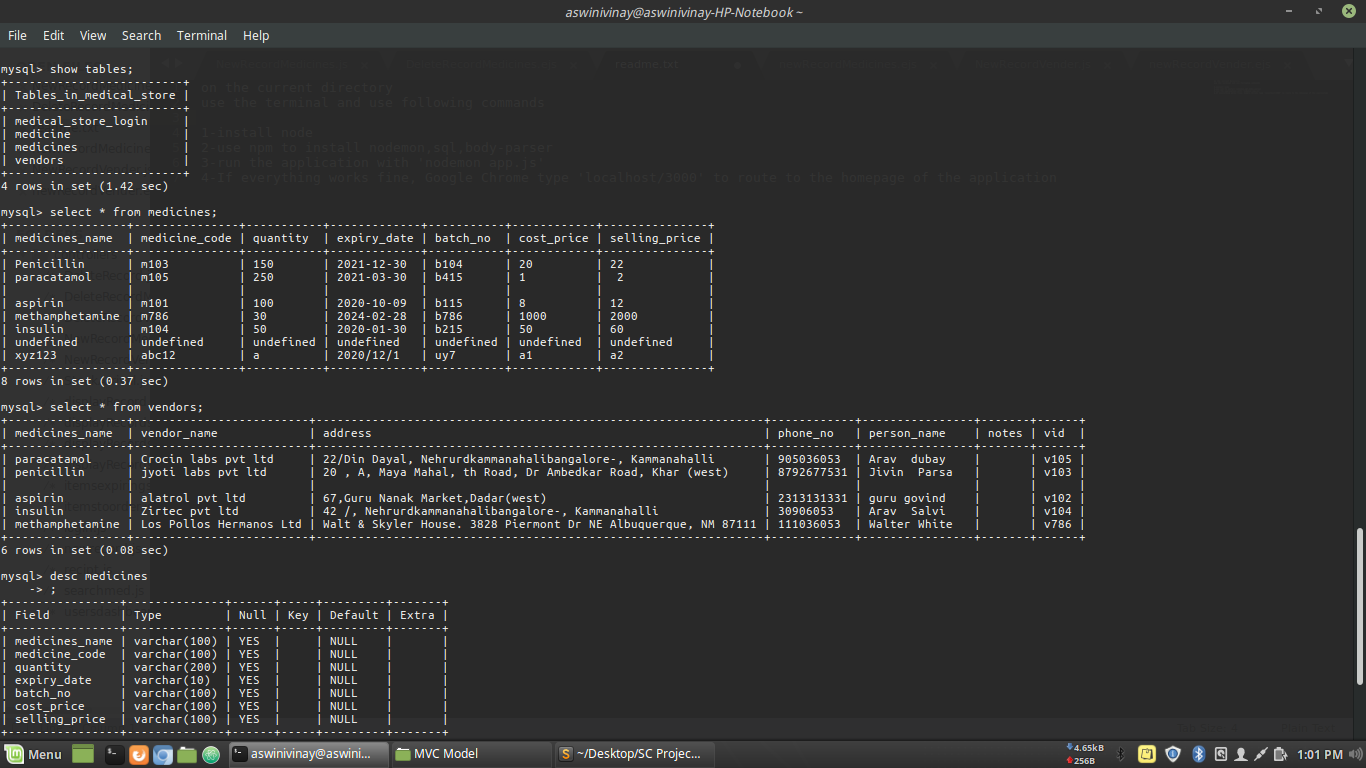 aswinivinay@aswinivinay-HP-Notebook ~
File Edit View Search Terminal Help
readme.txt
mysql> show tables;
+-------------------------+
| Tables_in_medical_store |
+-------------------------+
| medical_store_login     |
| medicine                |
| medicines               |
| vendors                 |
+-------------------------+
4 rows in set (1.42 sec)
on the current directory
use the terminal and use following commands
1-install node
2-use npm to install nodemon,sql,body-parser
3-run the application with 'nodemon app.js'
4-If everything works fine, Google Chrome type 'localhost/3000' to route to the homepage of the application
mysql> select * from medicines;
+-----------------+---------------+-----------+-------------+-----------+------------+---------------+
| medicines_name  | medicine_code | quantity  | expiry_date | batch_no  | cost_price | selling_price |
+-----------------+---------------+-----------+-------------+-----------+------------+---------------+
| Penicillin      | m103          | 150       | 2021-12-30  | b104      | 20         | 22            |
| paracatamol     | m105          | 250       | 2021-03-30  | b415      | 1          |  2            |
|                 |               |           |             |           |            |               |
| aspirin         | m101          | 100       | 2020-10-09  | b115      | 8          | 12            |
| methamphetamine | m786          | 30        | 2024-02-28  | b786      | 1000       | 2000          |
| insulin         | m104          | 50        | 2020-01-30  | b215      | 50         | 60            |
| undefined       | undefined     | undefined | undefined   | undefined | undefined  | undefined     |
| xyz123          | abc12         | a         | 2020/12/1   | uy7       | a1         | a2            |
+-----------------+---------------+-----------+-------------+-----------+------------+---------------+
8 rows in set (0.37 sec)
mysql> select * from vendors;
+-----------------+-----------------------+----------------------------------------------------------------+------------+----------------+-------+------+
| medicines_name  | vendor_name           | address                                                        | phone_no   | person_name    | notes | vid  |
+-----------------+-----------------------+----------------------------------------------------------------+------------+----------------+-------+------+
| paracatamol     | Crocin labs pvt ltd   | 22/Din Dayal, Nehrurdkammanahalibangalore-, Kammanahalli       | 905036053  | Arav  dubay    |       | v105 |
| penicillin      | jyoti labs pvt ltd    | 20 , A, Maya Mahal, th Road, Dr Ambedkar Road, Khar (west)     | 8792677531 | Jivin  Parsa   |       | v103 |
|                 |                       |                                                                |            |                |       |      |
| aspirin         | alatrol pvt ltd       | 67,Guru Nanak Market,Dadar(west)                               | 2313131331 | guru govind    |       | v102 |
| insulin         | Zirtec pvt ltd        | 42 /, Nehrurdkammanahalibangalore-, Kammanahalli               | 30906053   | Arav  Salvi    |       | v104 |
| methamphetamine | Los Pollos Hermanos Ltd | Walt & Skyler House. 3828 Piermont Dr NE Albuquerque, NM 87111 | 111036053  | Walter White   |       | v786 |
+-----------------+-----------------------+----------------------------------------------------------------+------------+----------------+-------+------+
6 rows in set (0.08 sec)
mysql> desc medicines
    -> ;
+----------------+--------------+------+-----+---------+-------+
| Field          | Type         | Null | Key | Default | Extra |
+----------------+--------------+------+-----+---------+-------+
| medicines_name | varchar(100) | YES  |     | NULL    |       |
| medicine_code  | varchar(100) | YES  |     | NULL    |       |
| quantity       | varchar(200) | YES  |     | NULL    |       |
| expiry_date    | varchar(10)  | YES  |     | NULL    |       |
| batch_no       | varchar(100) | YES  |     | NULL    |       |
| cost_price     | varchar(100) | YES  |     | NULL    |       |
| selling_price  | varchar(100) | YES  |     | NULL    |       |
+----------------+--------------+------+-----+---------+-------+
Menu aswinivinay@aswini... MVC Model ~/Desktop/SC Projec... 4.65kB 256B 1:01 PM